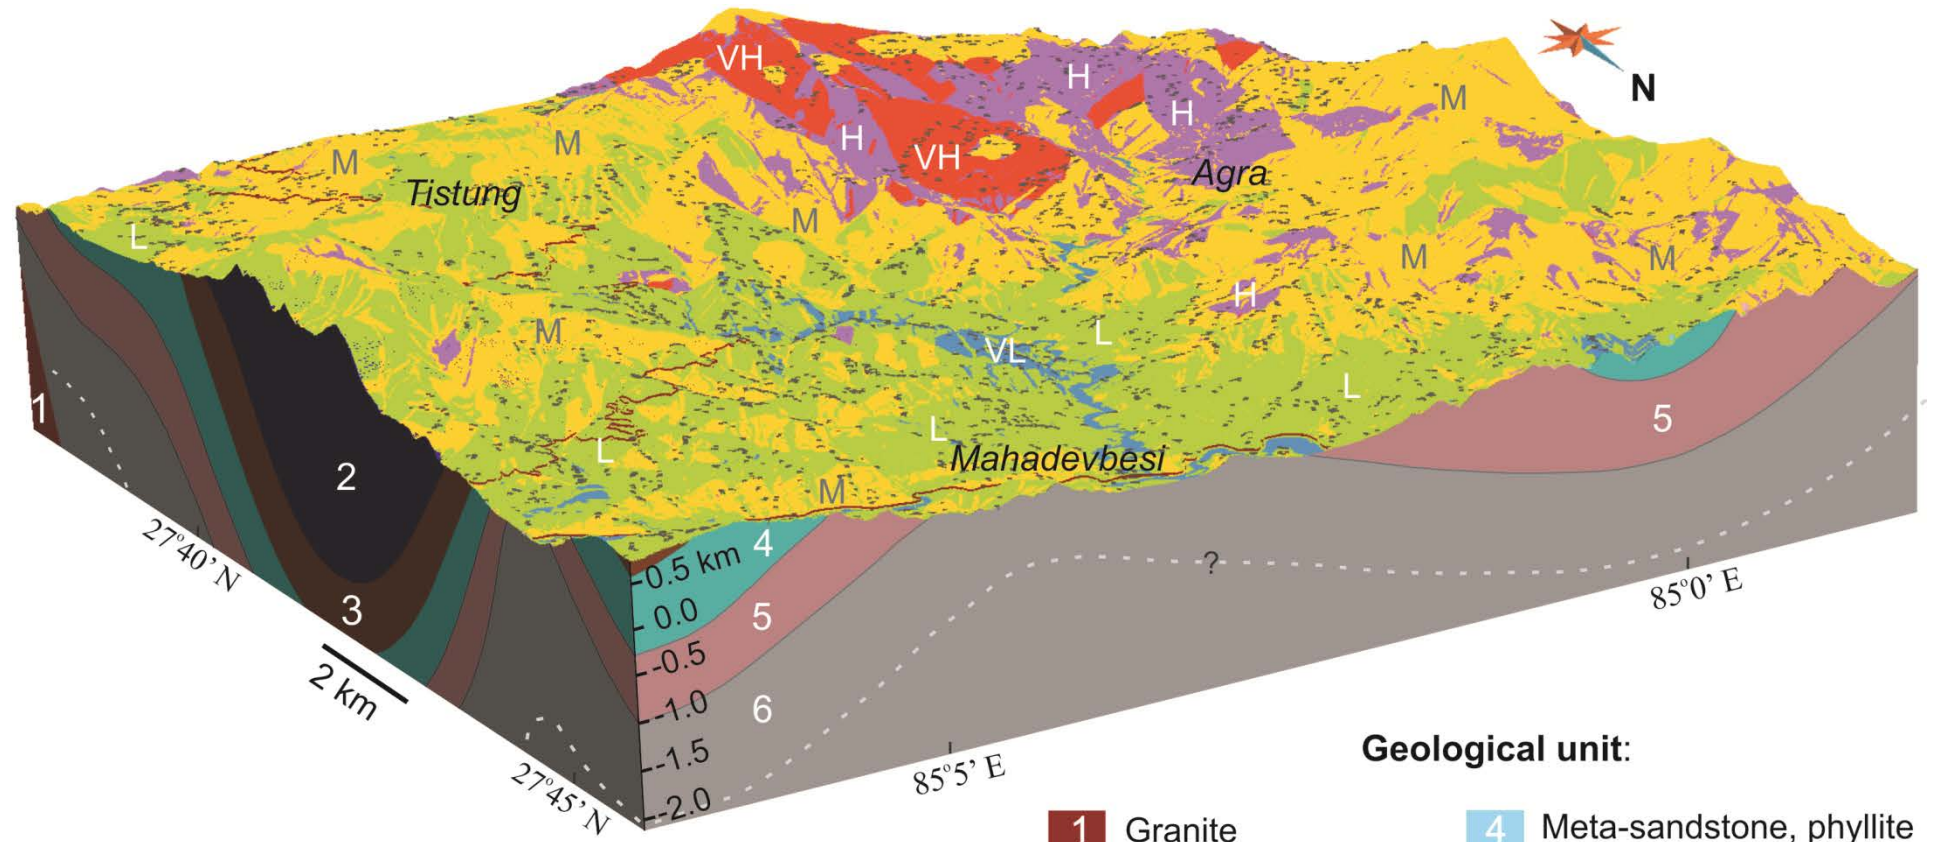 VH
H
N
M
H
H
M
M
VH
Agra
Tistung
M
L
M
M
H
M
L
VL
L
1
5
L
L
Mahadevbesi
2
M
4
0.5 km
?
27°40' N
85°0' E
3
0.0
5
-0.5
2 km
-1.0
6
-1.5
Geological unit:
85°5' E
27°45' N
-2.0
1 Granite
4 Meta-sandstone, phyllite